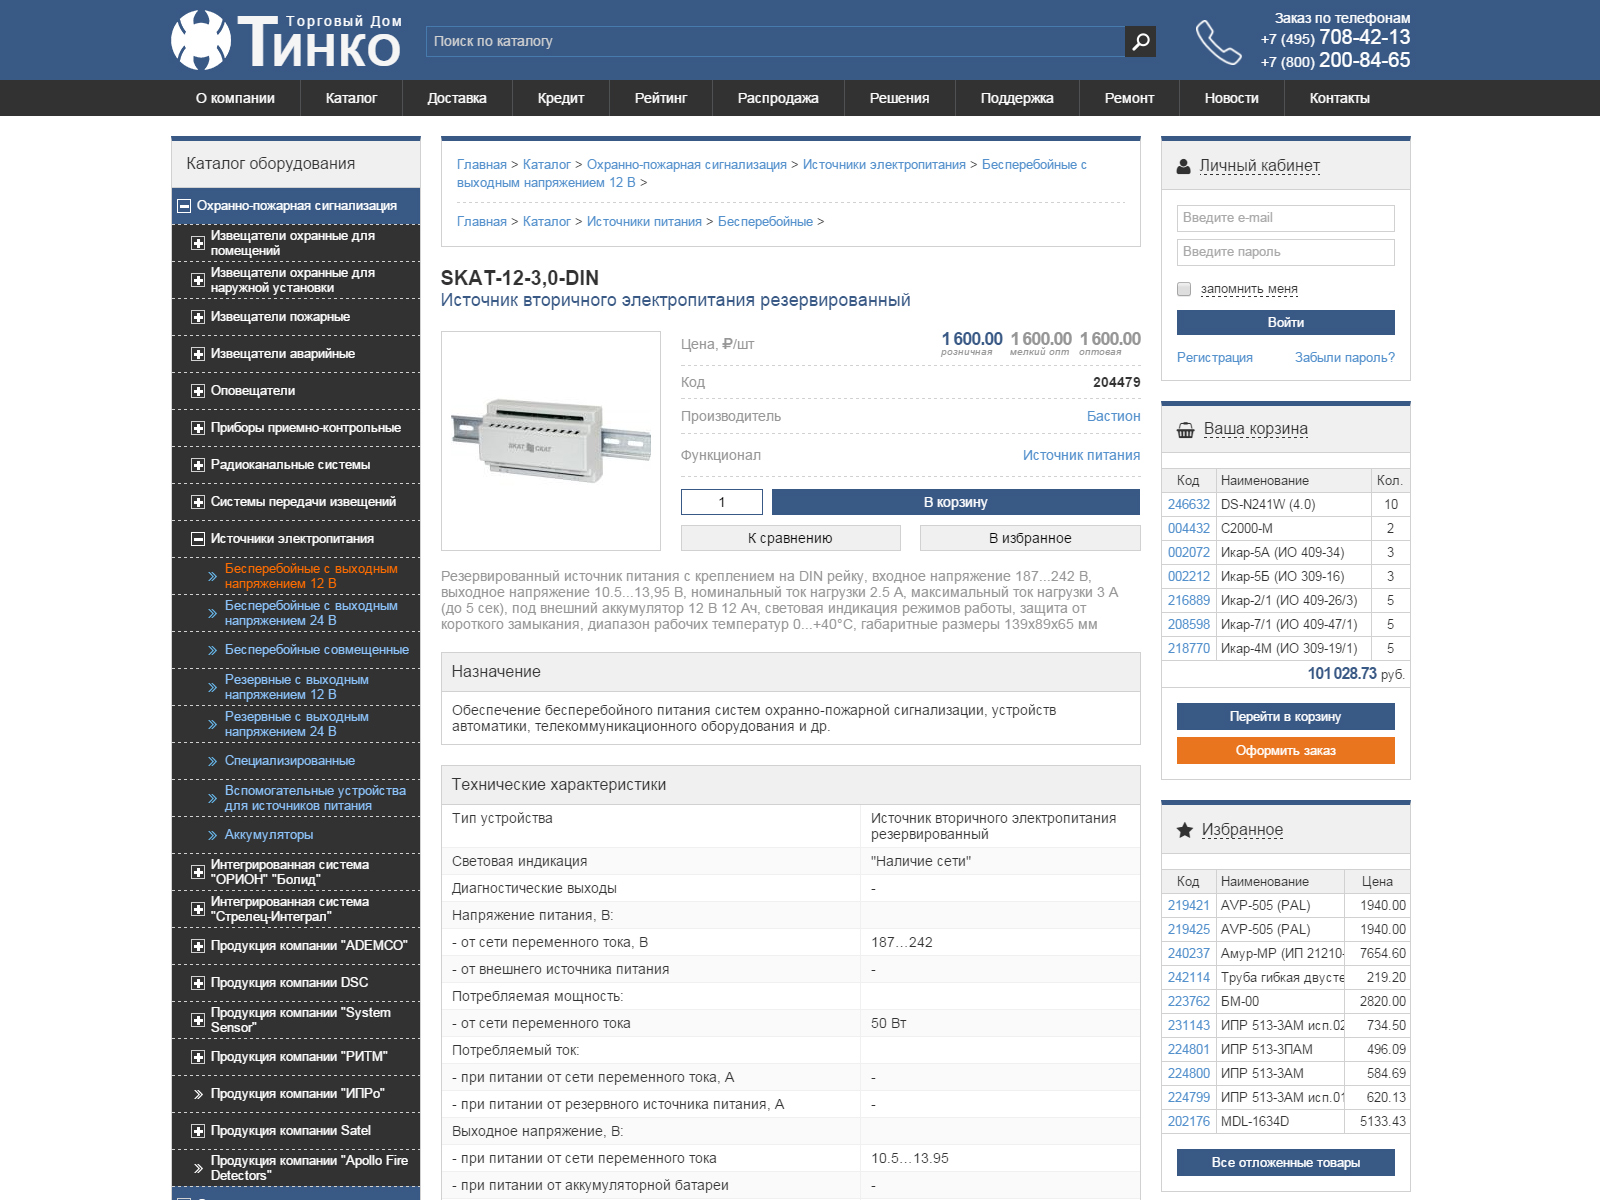 Торговый Дом
Тинко
Поиск по каталогу
Заказ по телефонам
+7 (495) 708-42-13
+7 (800) 200-84-65
О компании
Каталог
Доставка
Кредит
Рейтинг
Распродажа
Решения
Поддержка
Ремонт
Новости
Контакты
Каталог оборудования
Охранно-пожарная сигнализация
Извещатели охранные для
помещений
Извещатели охранные для
наружной установки
Извещатели пожарные
Извещатели аварийные
Оповещатели
Приборы приемно-контрольные
Радиоканальные системы
Системы передачи извещений
Источники электропитания
Бесперебойные с выходным
напряжением 12 В
Бесперебойные с выходным
напряжением 24 В
Бесперебойные совмещенные
Резервные с выходным
напряжением 12 В
Резервные с выходным
напряжением 24 В
Специализированные
Вспомогательные устройства
для источников питания
Аккумуляторы
Интегрированная система
"ОРИОН" "Болид"
Интегрированная система
"Стрелец-Интеграл"
Продукция компании "ADEMCO"
Продукция компании DSC
Продукция компании "System
Sensor"
Продукция компании "РИТМ"
Продукция компании "ИПРо"
Продукция компании Satel
Продукция компании "Apollo Fire
Detectors"
Главная > Каталог > Охранно-пожарная сигнализация > Источники электропитания > Бесперебойные с
выходным напряжением 12 В >
Главная > Каталог > Источники питания > Бесперебойные >
SKAT-12-3,0-DIN
Источник вторичного электропитания резервированный
SKAT СКАТ
Цена, ₽/шт
1 600.00 1 600.00 1 600.00
розничная мелкий опт оптовая
Код 204479
Производитель Бастион
Функционал Источник питания
1 В корзину
К сравнению В избранное
Резервированный источник питания с креплением на DIN рейку, входное напряжение 187...242 В,
выходное напряжение 10.5...13,95 В, номинальный ток нагрузки 2.5 А, максимальный ток нагрузки 3 А
(до 5 сек), под внешний аккумулятор 12 В 12 Ач, световая индикация режимов работы, защита от
короткого замыкания, диапазон рабочих температур 0...+40°С, габаритные размеры 139х89х65 мм
Назначение
Обеспечение бесперебойного питания систем охранно-пожарной сигнализации, устройств
автоматики, телекоммуникационного оборудования и др.
Технические характеристики
Тип устройства Источник вторичного электропитания
резервированный
Световая индикация "Наличие сети"
Диагностические выходы -
Напряжение питания, В:
- от сети переменного тока, В 187…242
- от внешнего источника питания -
Потребляемая мощность:
- от сети переменного тока 50 Вт
Потребляемый ток:
- при питании от сети переменного тока, А -
- при питании от резервного источника питания, А -
Выходное напряжение, В:
- при питании от сети переменного тока 10.5…13.95
- при питании от аккумуляторной батареи -
Личный кабинет
Введите e-mail
Введите пароль
запомнить меня
Войти
Регистрация Забыли пароль?
Ваша корзина
Код Наименование Кол.
246632 DS-N241W (4.0) 10
004432 С2000-М 2
002072 Икар-5А (ИО 409-34) 3
002212 Икар-5Б (ИО 309-16) 3
216889 Икар-2/1 (ИО 409-26/3) 5
208598 Икар-7/1 (ИО 409-47/1) 5
218770 Икар-4М (ИО 309-19/1) 5
101 028.73 руб.
Перейти в корзину
Оформить заказ
Избранное
Код Наименование Цена
219421 AVP-505 (PAL) 1940.00
219425 AVP-505 (PAL) 1940.00
240237 Амур-МР (ИП 21210- 7654.60
242114 Труба гибкая двусте 219.20
223762 БМ-00 2820.00
231143 ИПР 513-3АМ исп.02 734.50
224801 ИПР 513-3ПАМ 496.09
224800 ИПР 513-3АМ 584.69
224799 ИПР 513-3АМ исп.01 620.13
202176 MDL-1634D 5133.43
Все отложенные товары